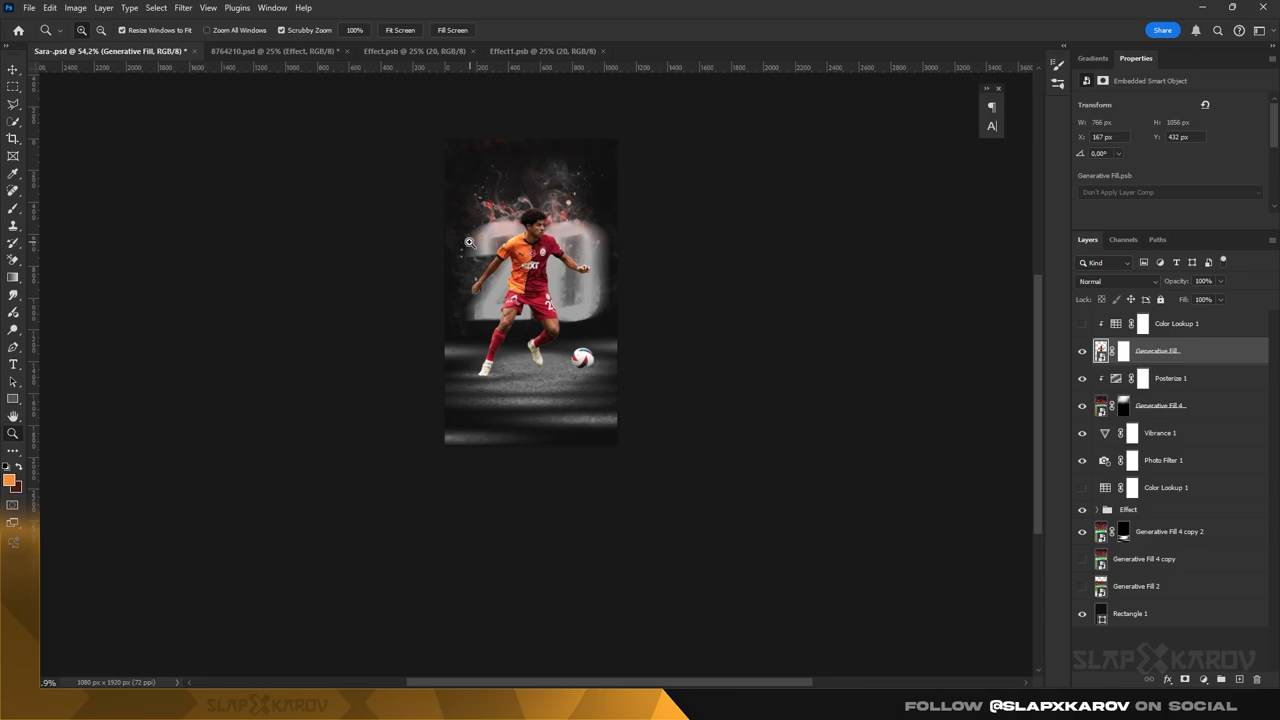 File Edit Image Layer Type Select Filter View Plugins Window Help
Resize Windows to Fit Zoom All Windows Scrubby Zoom 100% Fit Screen Fill Screen Share
Sara-.psd @ 54,2% (Generative Fill, RGB/8) * × 8764210.psd @ 25% (Effect, RGB/8) * × Effect.psb @ 25% (20, RGB/8) × Effect1.psb @ 25% (20, RGB/8) ×
Gradients Properties
Embedded Smart Object
Transform
W: 766 px H: 1056 px
X: 167 px Y: 432 px
0,00°
Generative Fill.psb
Don't Apply Layer Comp
Layers Channels Paths
Kind
Normal Opacity: 100%
Lock: Fill: 100%
Color Lookup 1
Generative Fill
Posterize 1
Generative Fill 4
Vibrance 1
Photo Filter 1
Color Lookup 1
Effect
Generative Fill 4 copy 2
Generative Fill 4 copy
Generative Fill 2
Rectangle 1
20
SLAPXKAROV
.9% 1080 px x 1920 px (72 ppi)
SLAPXKAROV
FOLLOW @SLAPXKAROV ON SOCIAL